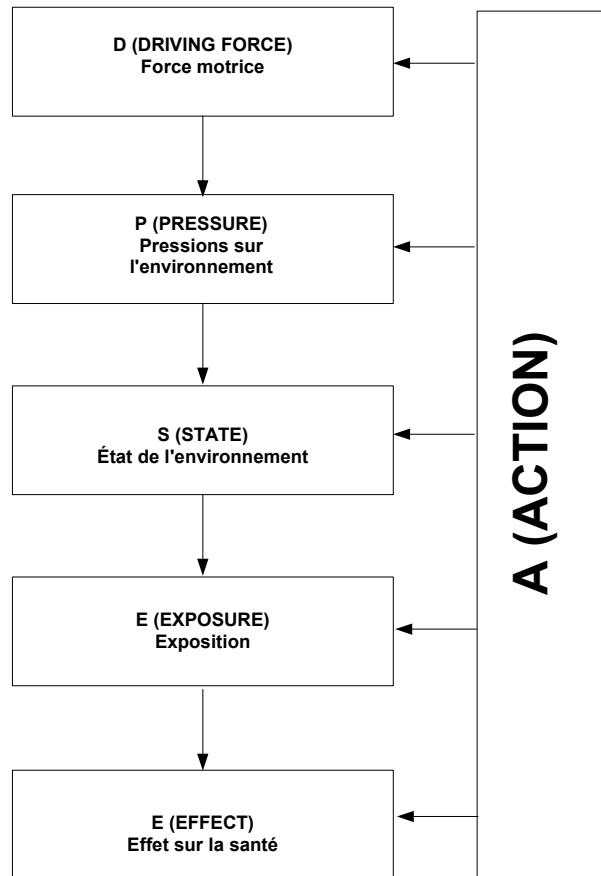 D (DRIVING FORCE)
Force motrice
P (PRESSURE)
Pressions sur
l'environnement
S (STATE)
État de l'environnement
E (EXPOSURE)
Exposition
E (EFFECT)
Effet sur la santé
A (ACTION)